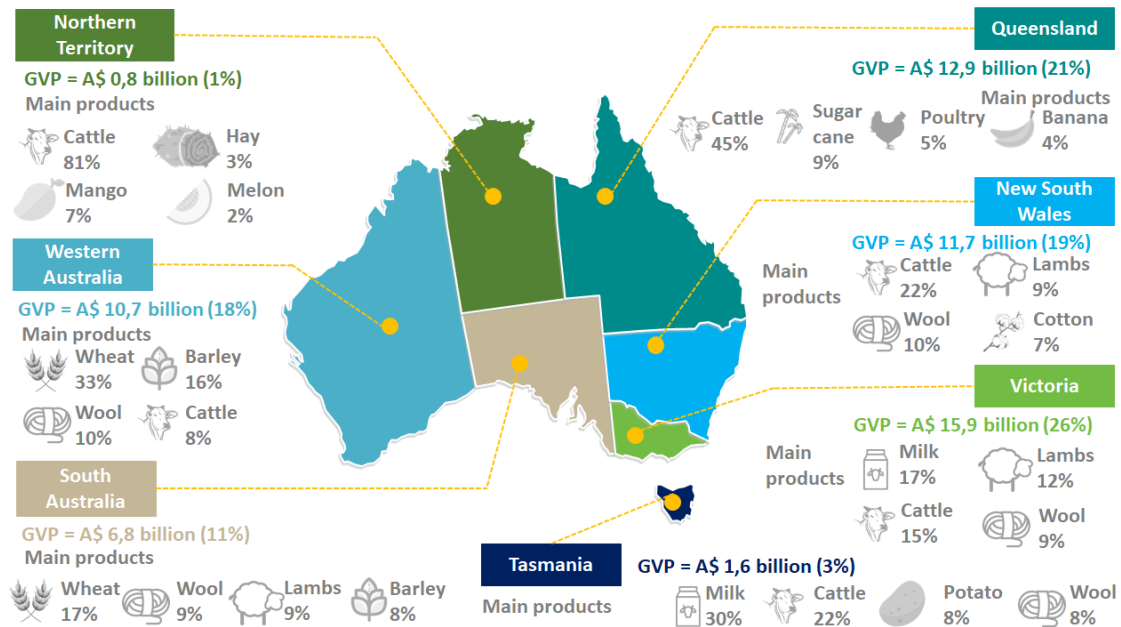 Northern
Territory
GVP = A$ 0,8 billion (1%)
Main products
Cattle
81%
Hay
3%
Mango
7%
Melon
2%
Western
Australia
GVP = A$ 10,7 billion (18%)
Main products
Wheat
33%
Barley
16%
Wool
10%
Cattle
8%
South
Australia
GVP = A$ 6,8 billion (11%)
Main products
Wheat
17%
Wool
9%
Lambs
9%
Barley
8%
Queensland
GVP = A$ 12,9 billion (21%)
Main products
Cattle
45%
Sugar
cane
9%
Poultry
5%
Banana
4%
New South
Wales
GVP = A$ 11,7 billion (19%)
Main
products
Cattle
22%
Lambs
9%
Wool
10%
Cotton
7%
Victoria
GVP = A$ 15,9 billion (26%)
Main
products
Milk
17%
Lambs
12%
Cattle
15%
Wool
9%
Tasmania
GVP = A$ 1,6 billion (3%)
Main products
Milk
30%
Cattle
22%
Potato
8%
Wool
8%